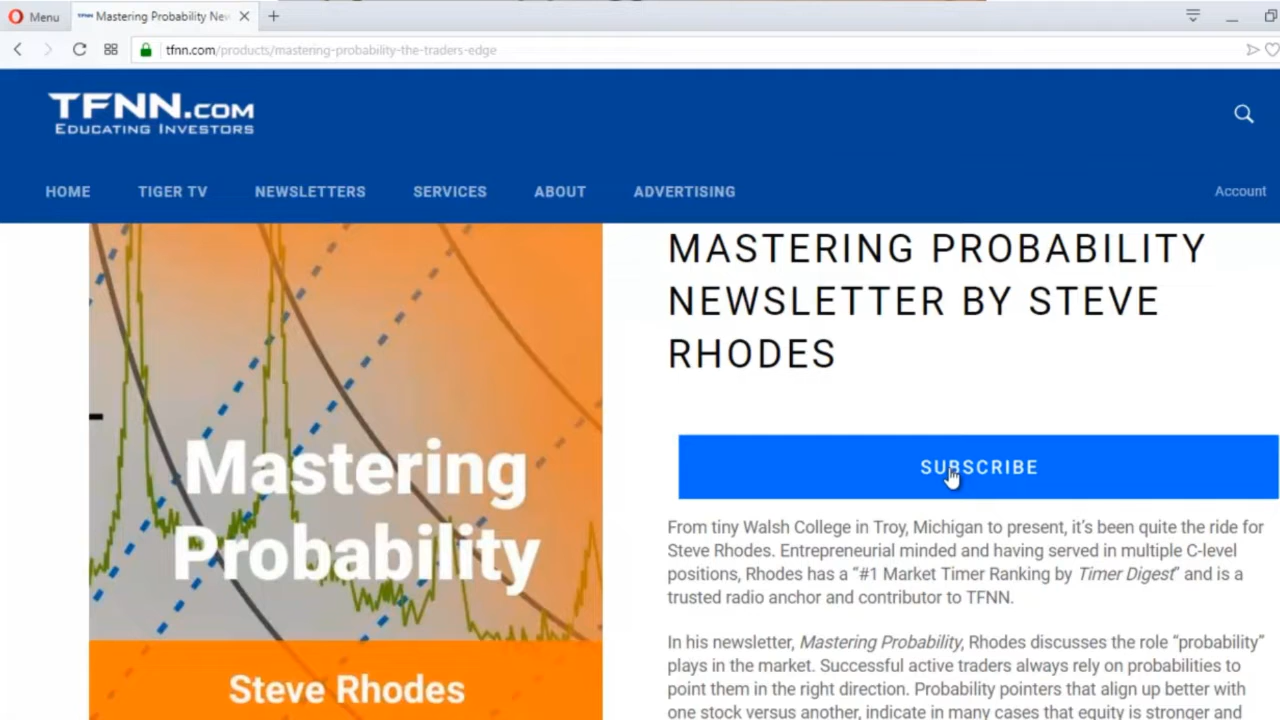 Menu
Mastering Probability New
tfnn.com/products/mastering-probability-the-traders-edge
TFNN.COM
EDUCATING INVESTORS
HOME TIGER TV NEWSLETTERS SERVICES ABOUT ADVERTISING Account
MASTERING PROBABILITY
NEWSLETTER BY STEVE
RHODES
SUBSCRIBE
Mastering
Probability
Steve Rhodes
From tiny Walsh College in Troy, Michigan to present, it’s been quite the ride for
Steve Rhodes. Entrepreneurial minded and having served in multiple C-level
positions, Rhodes has a “#1 Market Timer Ranking by Timer Digest” and is a
trusted radio anchor and contributor to TFNN.
In his newsletter, Mastering Probability, Rhodes discusses the role “probability”
plays in the market. Successful active traders always rely on probabilities to
point them in the right direction. Probability pointers that align up better with
one stock versus another, indicate in many cases that equity is stronger and